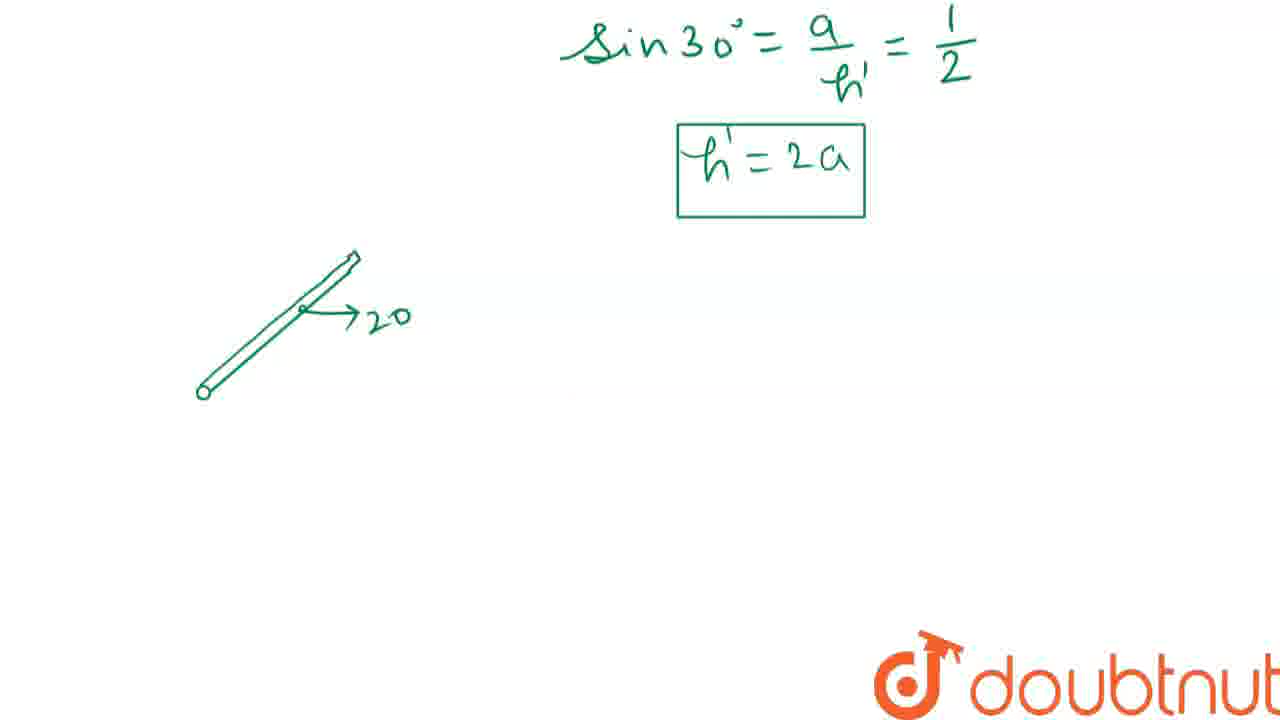 sin 30° = a/h' = 1/2
h' = 2a
20
doubtnut